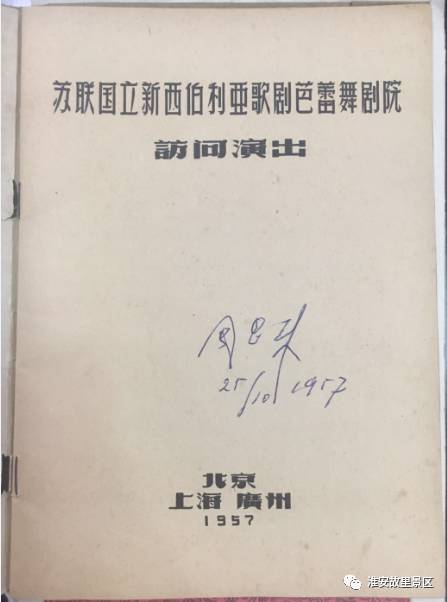 苏联国立新西伯利亚歌剧芭蕾舞剧院
訪问演出
周恩来
25/10 1957
北京
上海 廣州
1957
淮安故里景区